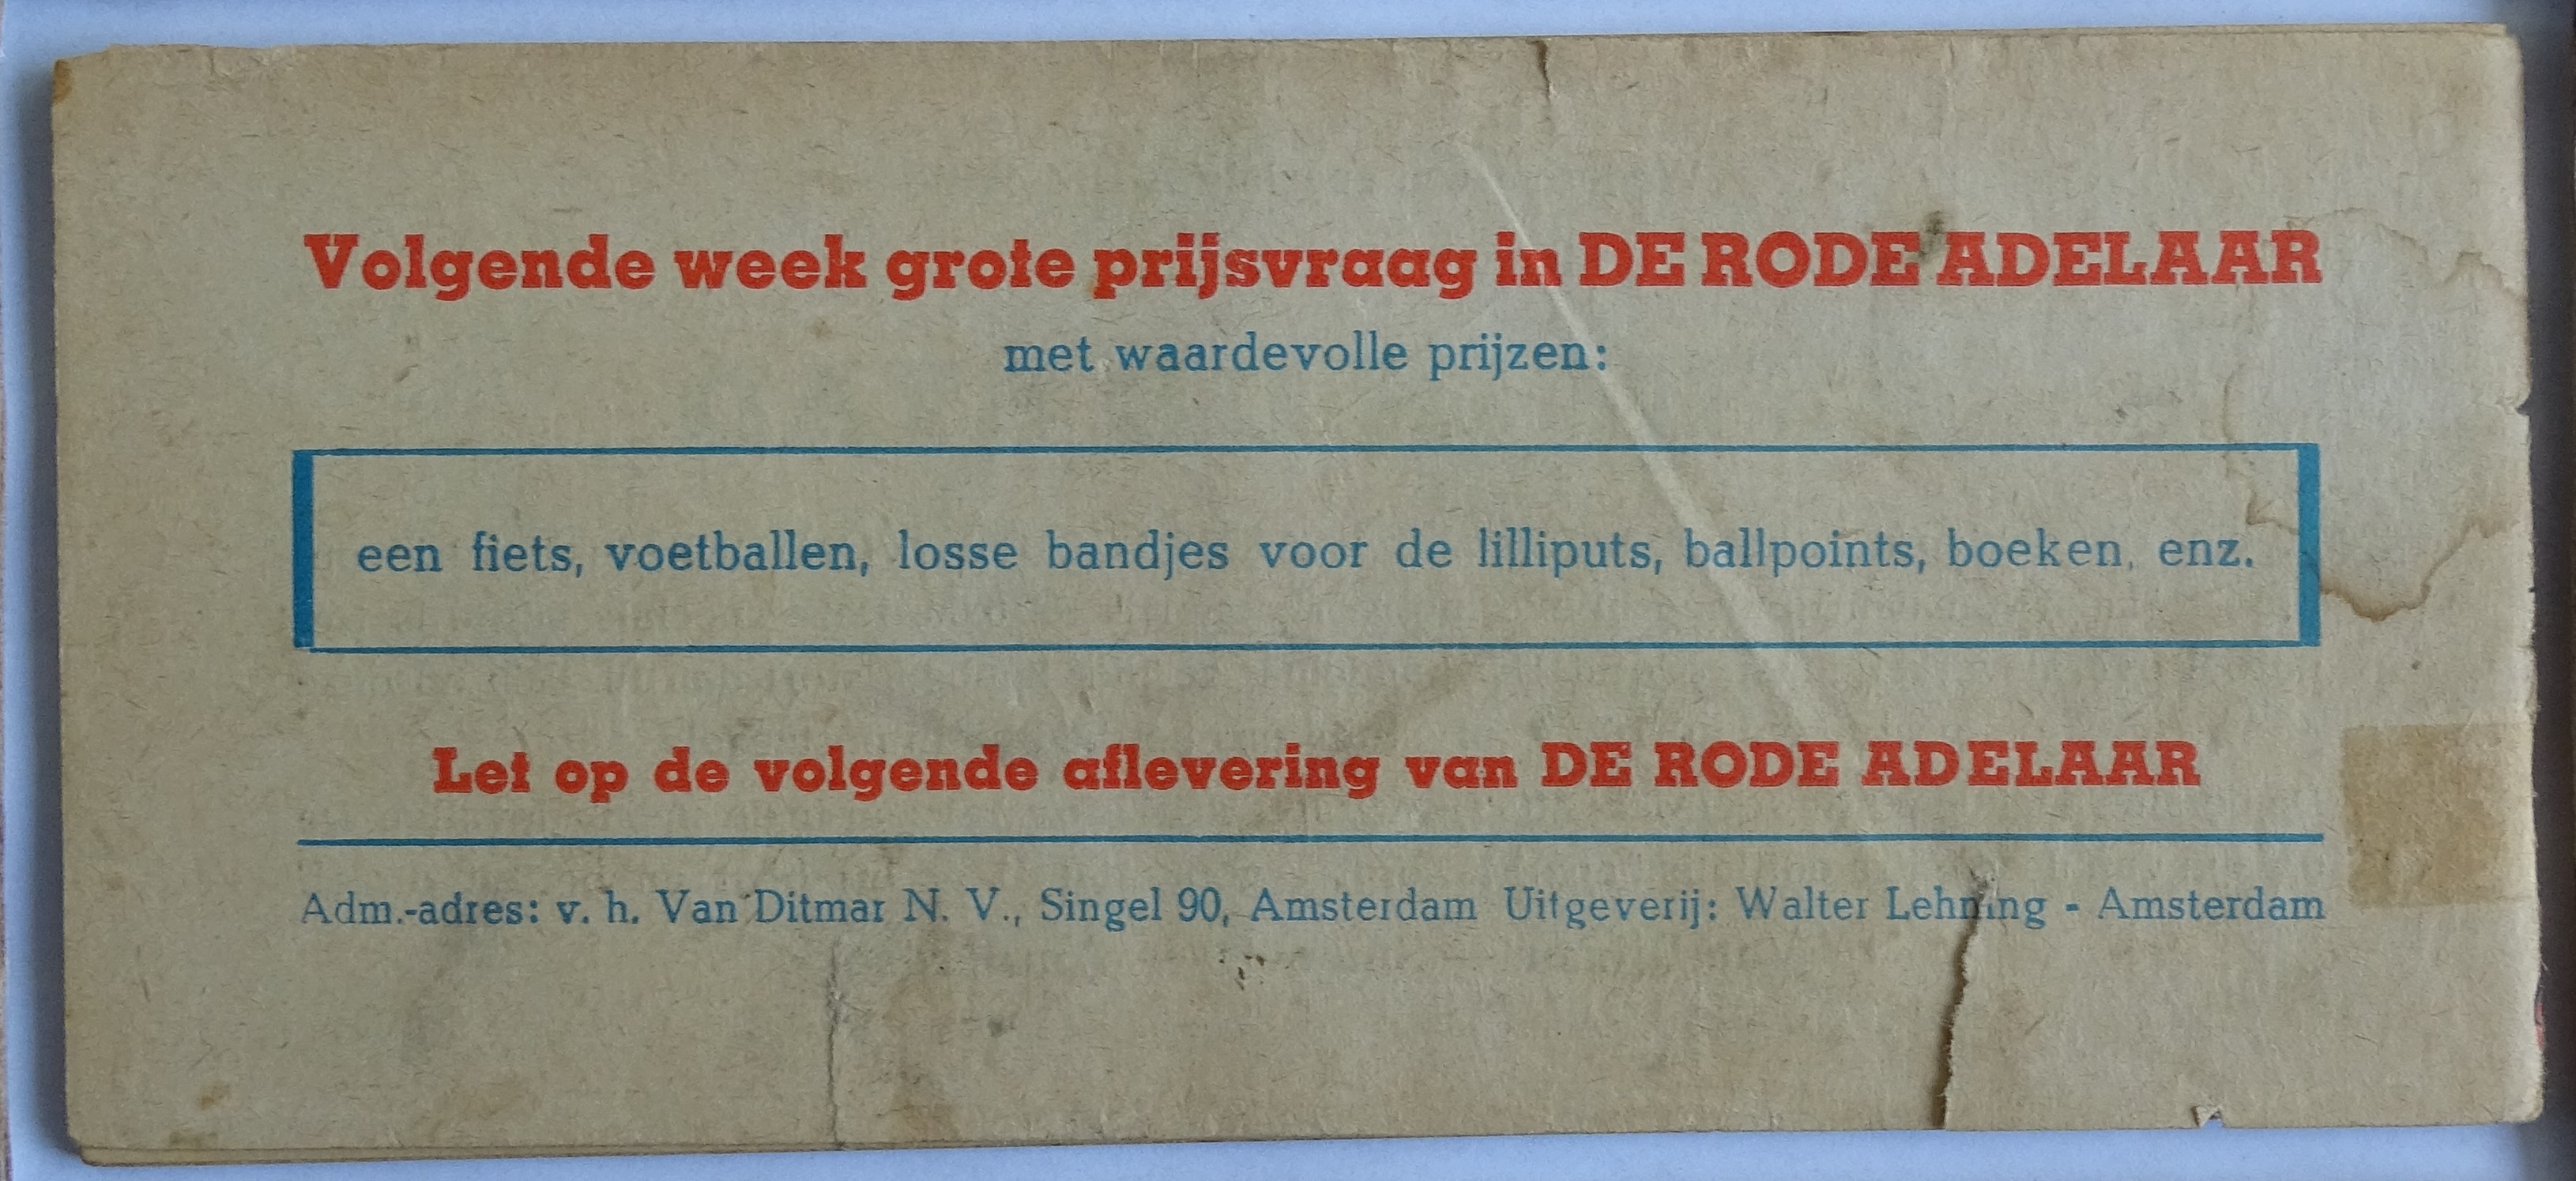 Volgende week grote prijsvraag in DE RODE ADELAAR
met waardevolle prijzen:
een fiets, voetballen, losse bandjes voor de lilliputs, ballpoints, boeken, enz.
Let op de volgende aflevering van DE RODE ADELAAR
Adm.-adres: v. h. Van Ditmar N. V., Singel 90, Amsterdam Uitgeverij: Walter Lehning - Amsterdam